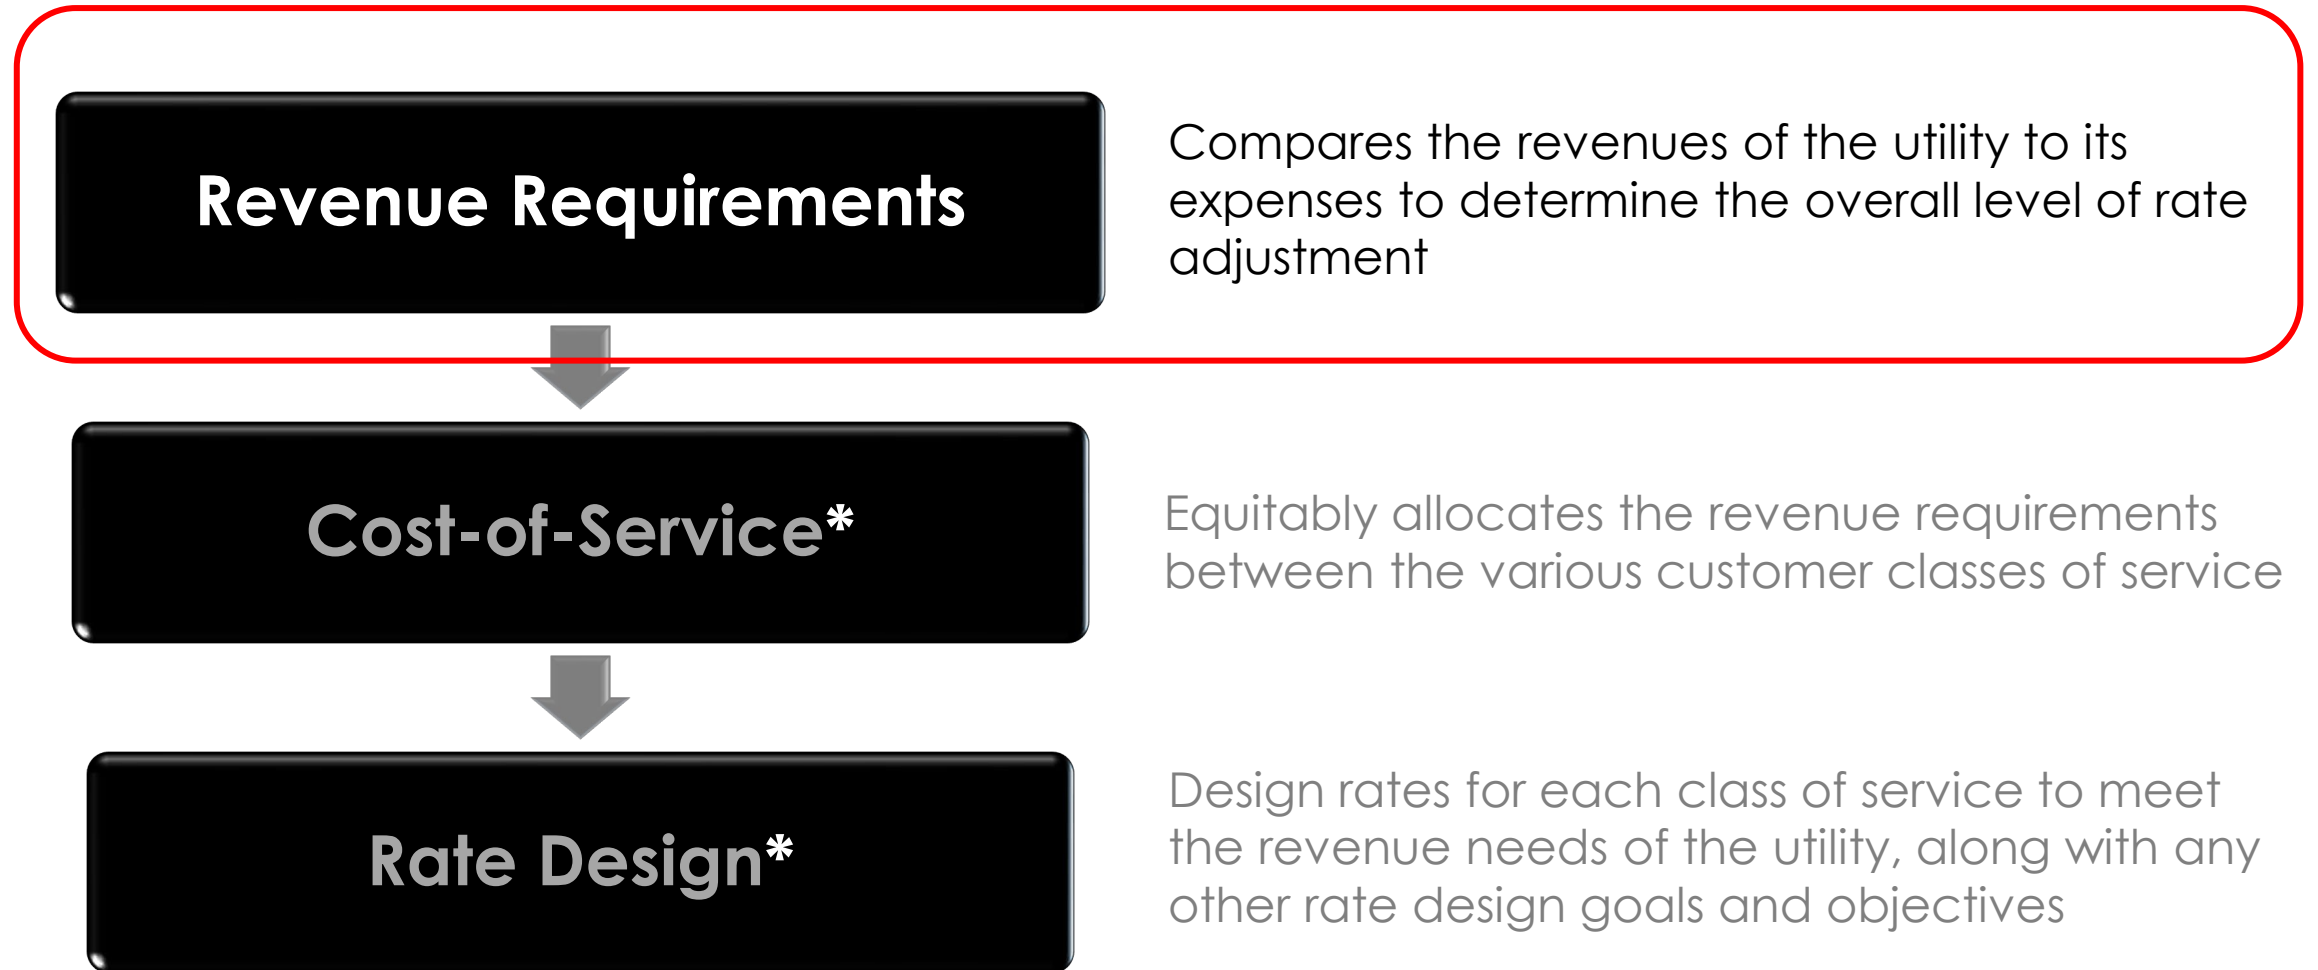 Revenue Requirements
Compares the revenues of the utility to its
expenses to determine the overall level of rate
adjustment
Cost-of-Service*
Equitably allocates the revenue requirements
between the various customer classes of service
Rate Design*
Design rates for each class of service to meet
the revenue needs of the utility, along with any
other rate design goals and objectives